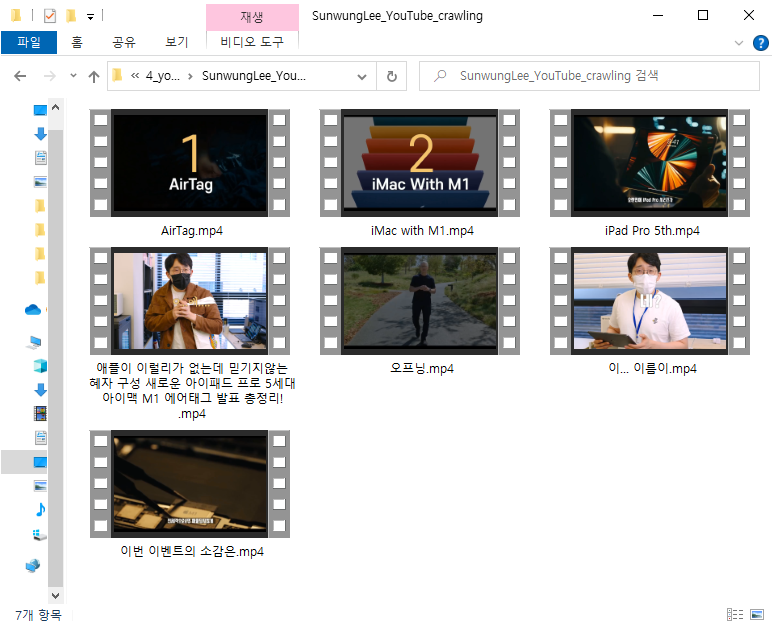 재생
SunwungLee_YouTube_crawling
파일
홈
공유
보기
비디오 도구
?
« 4_yo... › SunwungLee_You...
SunwungLee_YouTube_crawling 검색
1
AirTag
2
iMac With M1
AirTag.mp4
iMac with M1.mp4
iPad Pro 5th.mp4
네?
애플이 이럴리가 없는데 믿기지않는
혜자 구성 새로운 아이패드 프로 5세대
아이맥 M1 에어태그 발표 총정리!
.mp4
오프닝.mp4
이... 이름이.mp4
이번 이벤트의 소감은.mp4
7개 항목